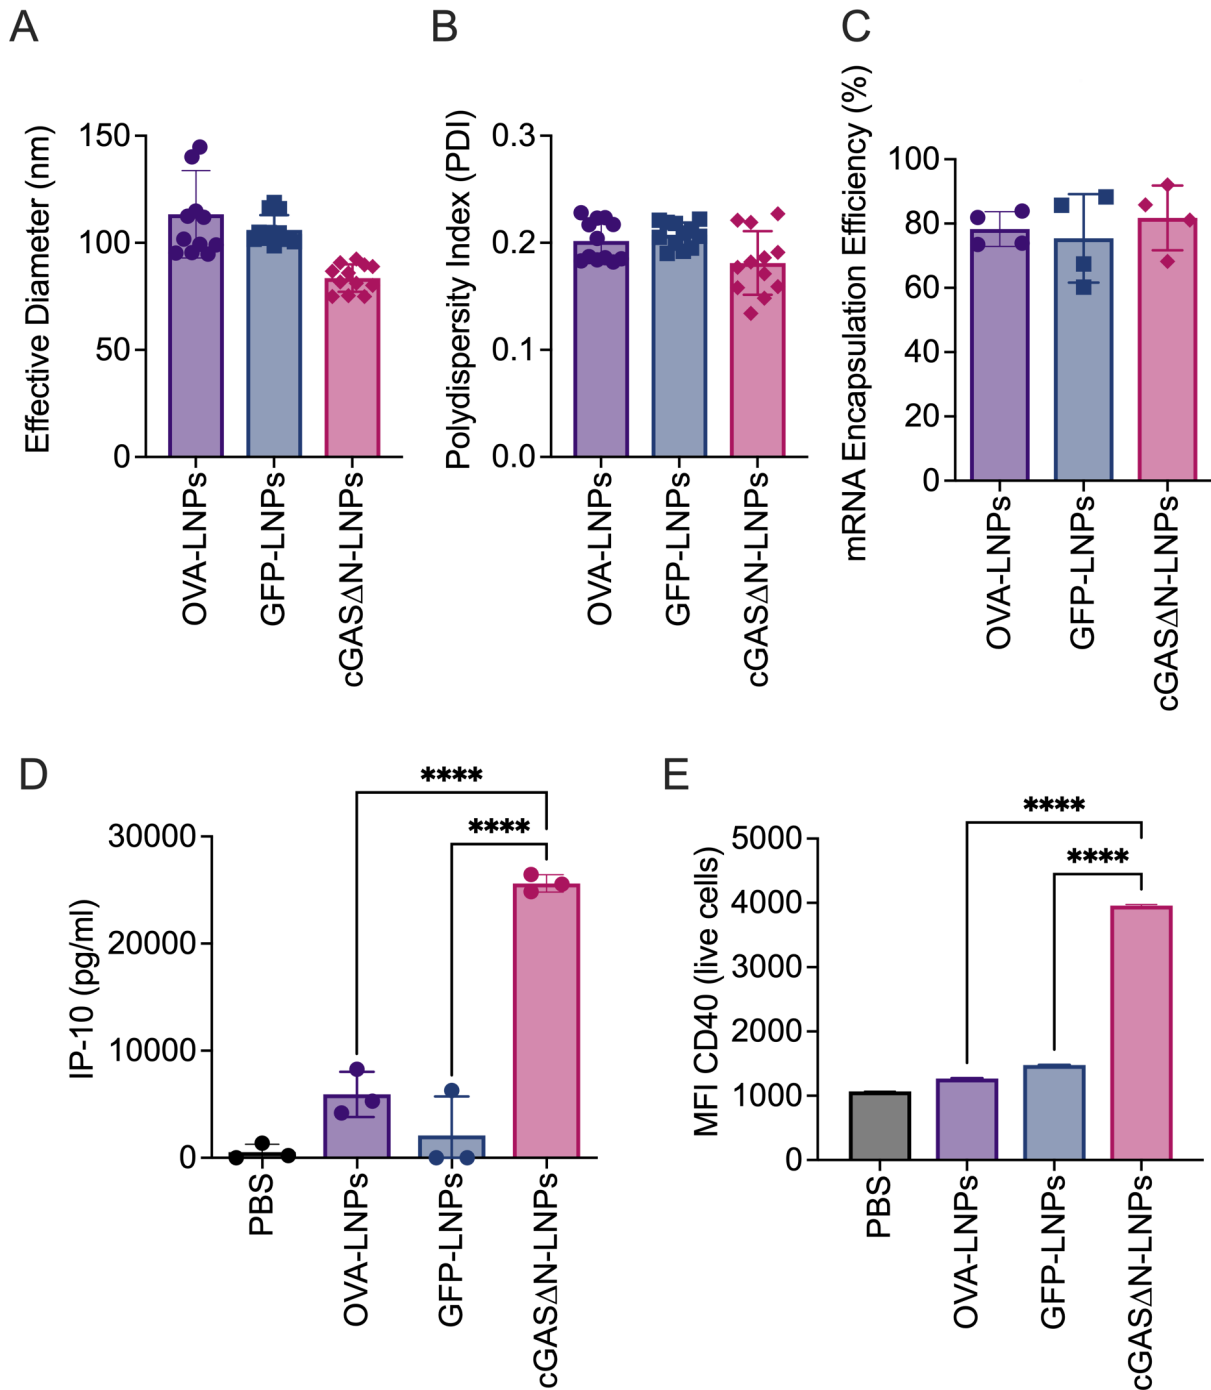 A
Effective Diameter (nm)
150
100
50
0
OVA-LNPs
GFP-LNPs
cGASΔN-LNPs
B
Polydispersity Index (PDI)
0.3
0.2
0.1
0.0
OVA-LNPs
GFP-LNPs
cGASΔN-LNPs
C
mRNA Encapsulation Efficiency (%)
100
80
60
40
20
0
OVA-LNPs
GFP-LNPs
cGASΔN-LNPs
D
IP-10 (pg/ml)
30000
20000
10000
0
****
****
PBS
OVA-LNPs
GFP-LNPs
cGASΔN-LNPs
E
MFI CD40 (live cells)
5000
4000
3000
2000
1000
0
****
****
PBS
OVA-LNPs
GFP-LNPs
cGASΔN-LNPs